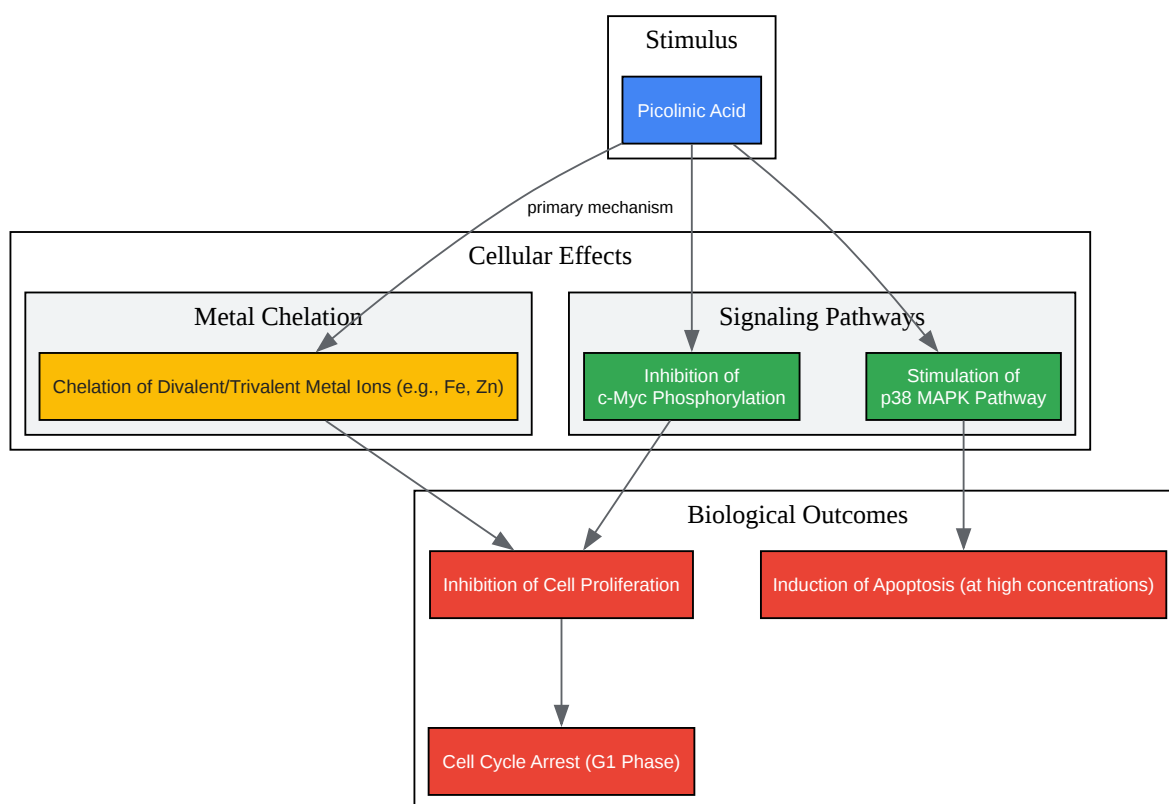 Stimulus
Picolinic Acid
primary mechanism
Cellular Effects
Metal Chelation
Signaling Pathways
Chelation of Divalent/Trivalent Metal Ions (e.g., Fe, Zn)
Inhibition of
c-Myc Phosphorylation
Stimulation of
p38 MAPK Pathway
Biological Outcomes
Inhibition of Cell Proliferation
Induction of Apoptosis (at high concentrations)
Cell Cycle Arrest (G1 Phase)